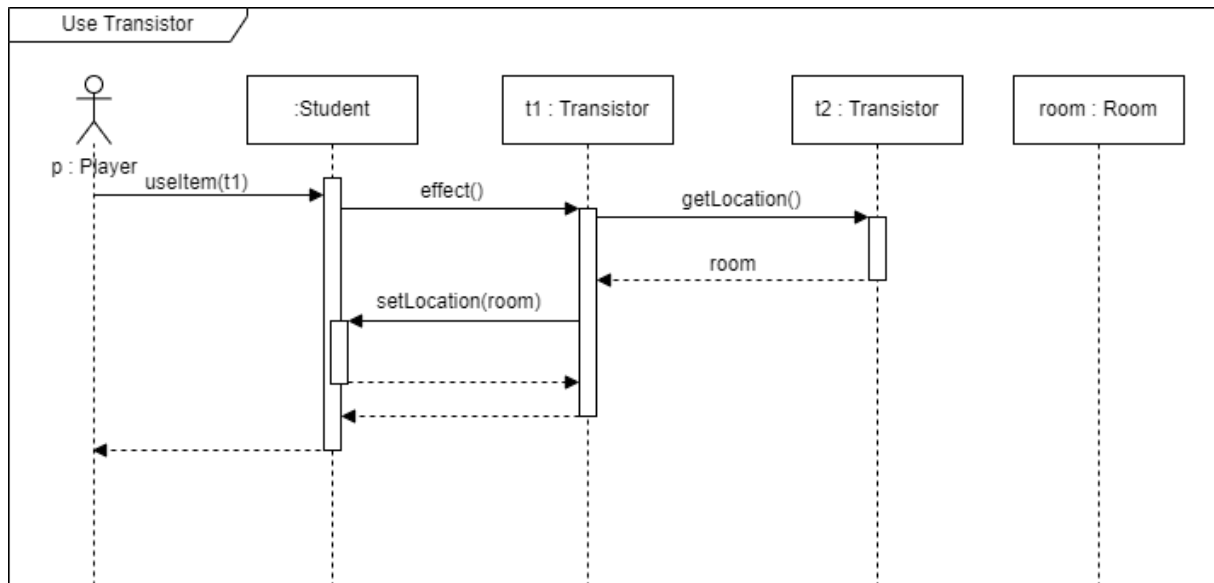 Use Transistor
:Student
t1 : Transistor
t2 : Transistor
room : Room
p : Player
useItem(t1)
effect()
getLocation()
room
setLocation(room)